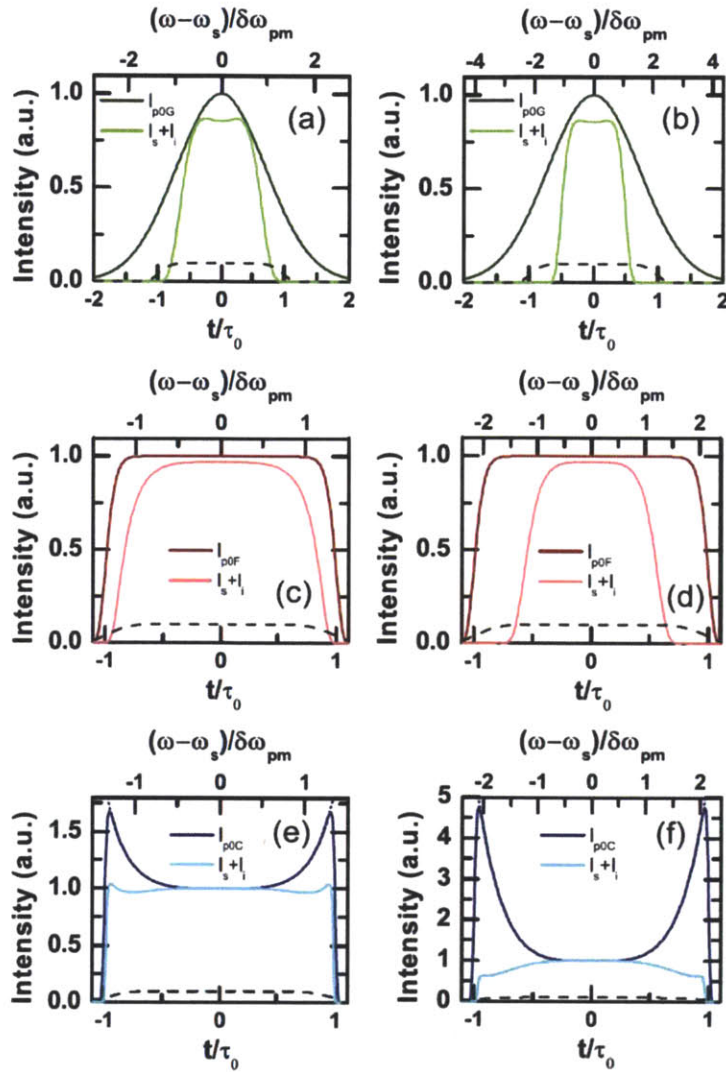 (ω−ωs)/δωpm
-2 0 2
1.0
0.5
0.0
Intensity (a.u.)
Ip0G
Is+Ii
(a)
-2 -1 0 1 2
t/τ0
(ω−ωs)/δωpm
-4 -2 0 2 4
1.0
0.5
0.0
Intensity (a.u.)
Ip0G
Is+Ii
(b)
-2 -1 0 1 2
t/τ0
(ω−ωs)/δωpm
-1 0 1
1.0
0.5
0.0
Intensity (a.u.)
Ip0F
Is+Ii
(c)
-1 0 1
t/τ0
(ω−ωs)/δωpm
-2 -1 0 1 2
1.0
0.5
0.0
Intensity (a.u.)
Ip0F
Is+Ii
(d)
-1 0 1
t/τ0
(ω−ωs)/δωpm
-1 0 1
1.5
1.0
0.5
0.0
Intensity (a.u.)
Ip0C
Is+Ii
(e)
-1 0 1
t/τ0
(ω−ωs)/δωpm
-2 -1 0 1 2
5
4
3
2
1
0
Intensity (a.u.)
Ip0C
Is+Ii
(f)
-1 0 1
t/τ0